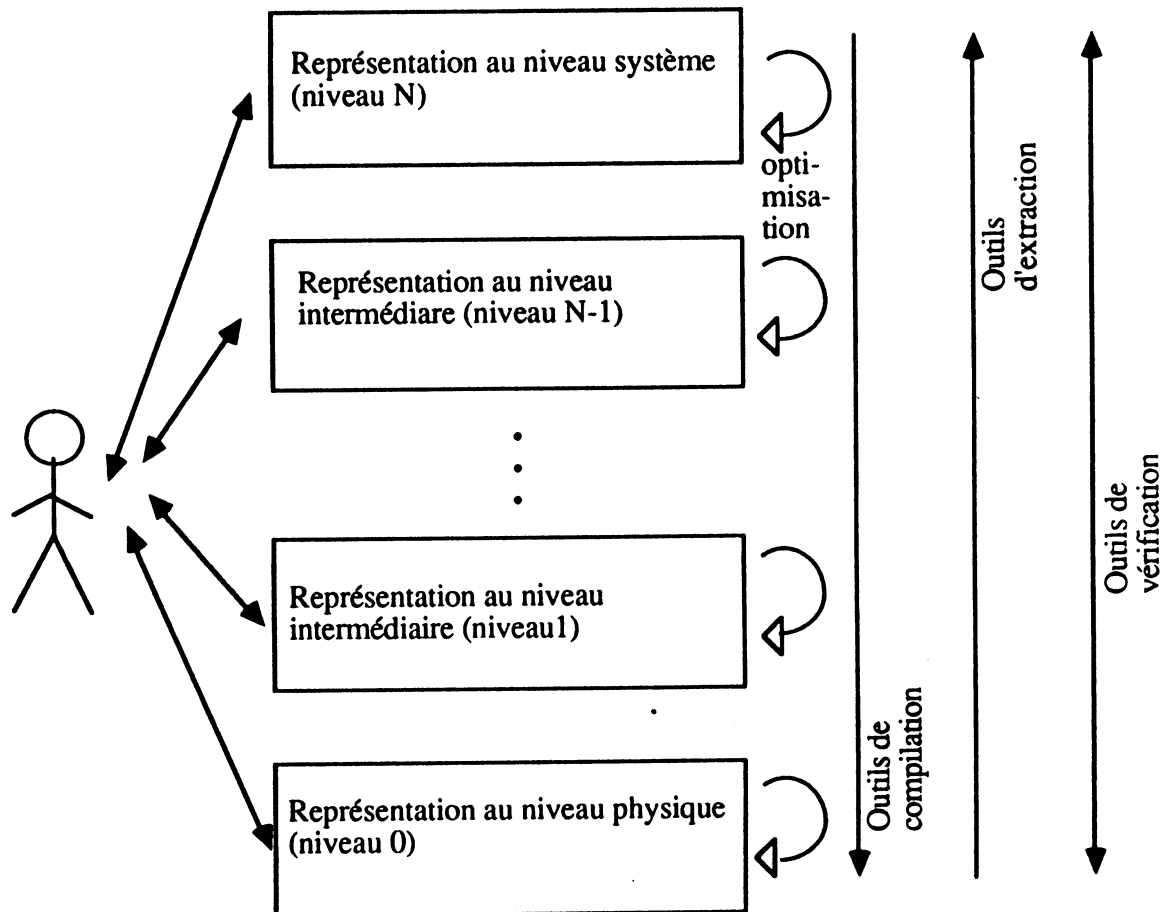 Représentation au niveau système
(niveau N)
opti-
misa-
tion
Représentation au niveau
intermédiare (niveau N-1)
Outils
d'extraction
Représentation au niveau
intermédiaire (niveau1)
Outils de
vérification
Représentation au niveau physique
(niveau 0)
Outils de
compilation